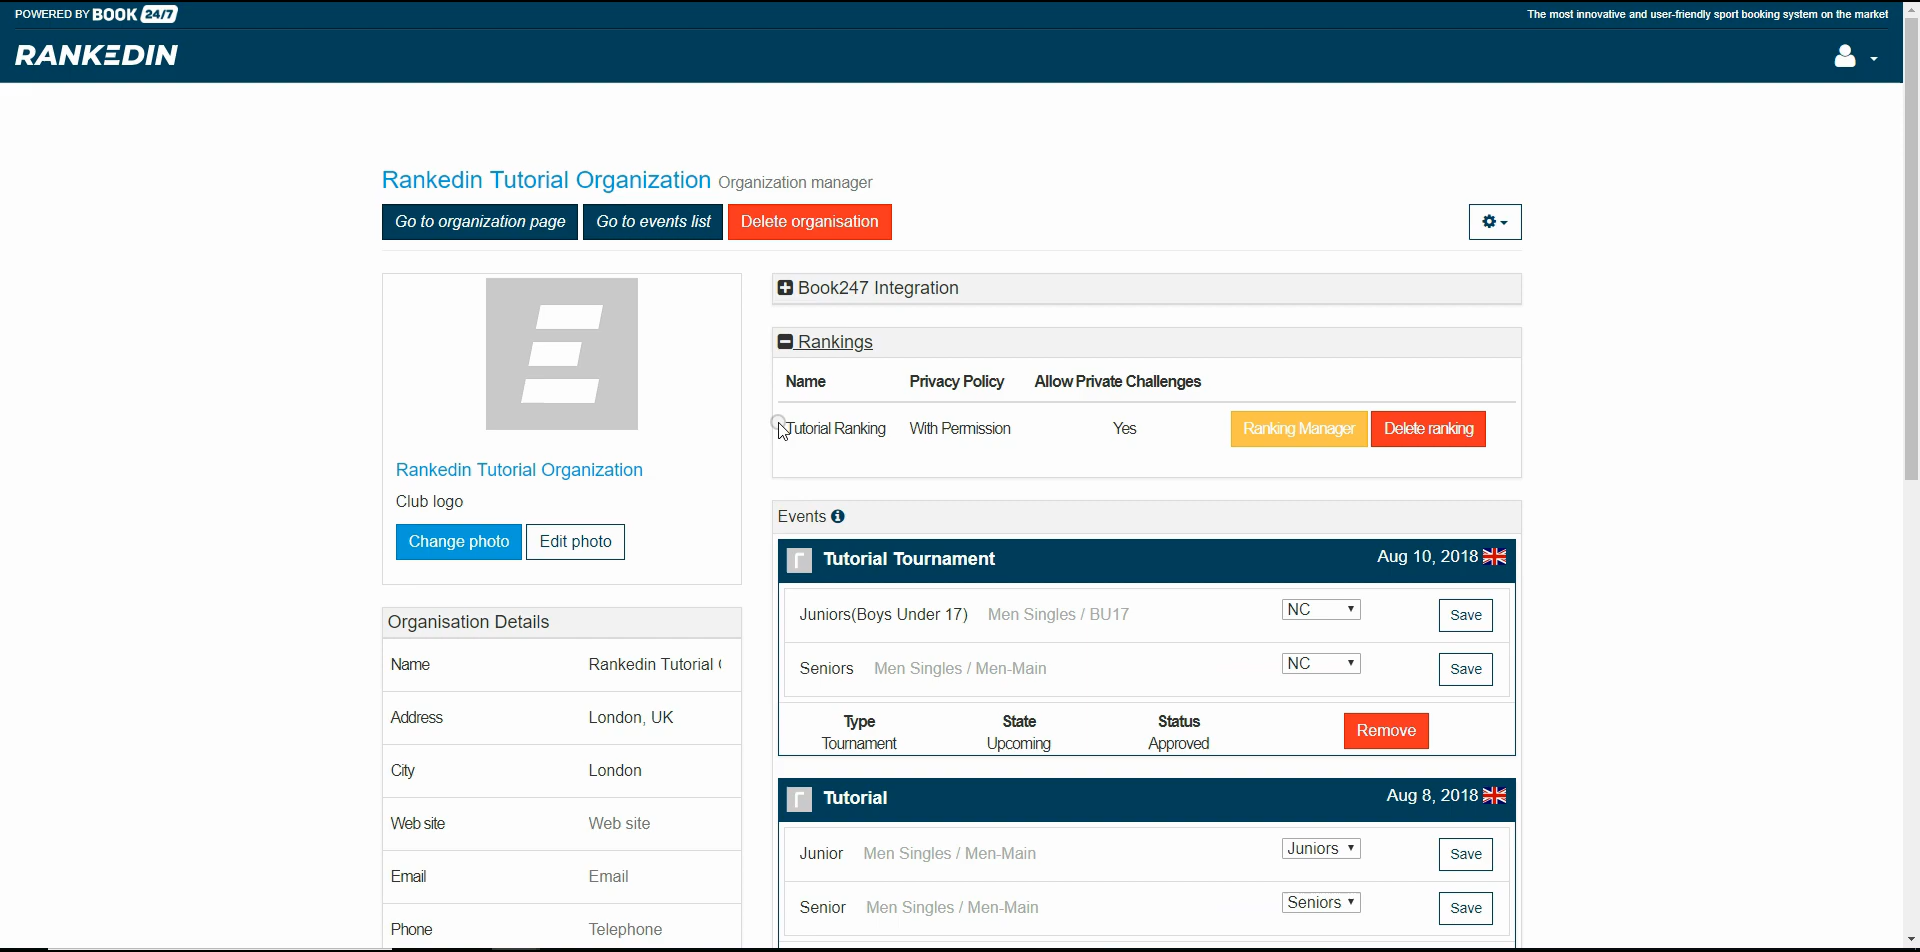 POWERED BY BOOK 24/7
The most innovative and user-friendly sport booking system on the market
RANKEDIN
Rankedin Tutorial Organization Organization manager
Go to organization page Go to events list Delete organisation
Book247 Integration
Rankings
Name Privacy Policy Allow Private Challenges
Tutorial Ranking With Permission Yes Ranking Manager Delete ranking
Rankedin Tutorial Organization
Club logo
Change photo Edit photo
Events
Tutorial Tournament Aug 10, 2018
Juniors(Boys Under 17) Men Singles / BU17 NC Save
Seniors Men Singles / Men-Main NC Save
Type State Status
Tournament Upcoming Approved Remove
Tutorial Aug 8, 2018
Junior Men Singles / Men-Main Juniors Save
Senior Men Singles / Men-Main Seniors Save
Organisation Details
Name Rankedin Tutorial
Address London, UK
City London
Web site Web site
Email Email
Phone Telephone